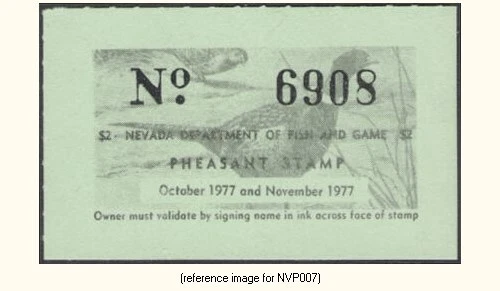 No. 6908
$2 - NEVADA DEPARTMENT OF FISH AND GAME $2
PHEASANT STAMP
October 1977 and November 1977
Owner must validate by signing name in ink across face of stamp
(reference image for NVP007)